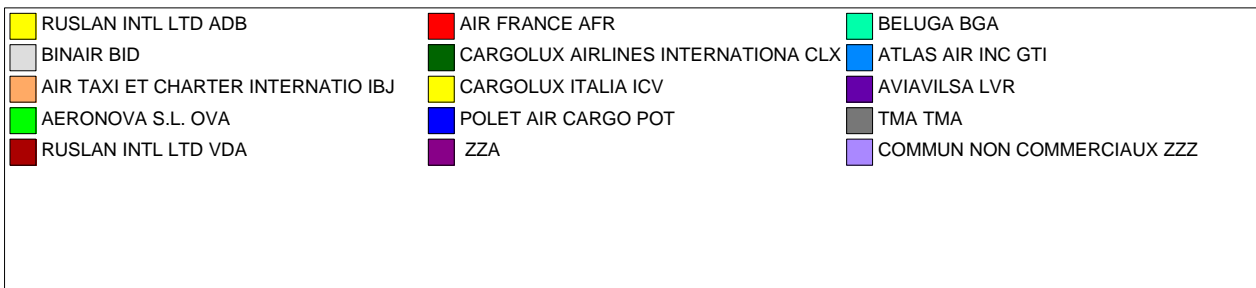 RUSLAN INTL LTD ADB
AIR FRANCE AFR
BELUGA BGA
BINAIR BID
CARGOLUX AIRLINES INTERNATIONA CLX
ATLAS AIR INC GTI
AIR TAXI ET CHARTER INTERNATIO IBJ
CARGOLUX ITALIA ICV
AVIAVILSA LVR
AERONOVA S.L. OVA
POLET AIR CARGO POT
TMA TMA
RUSLAN INTL LTD VDA
ZZA
COMMUN NON COMMERCIAUX ZZZ